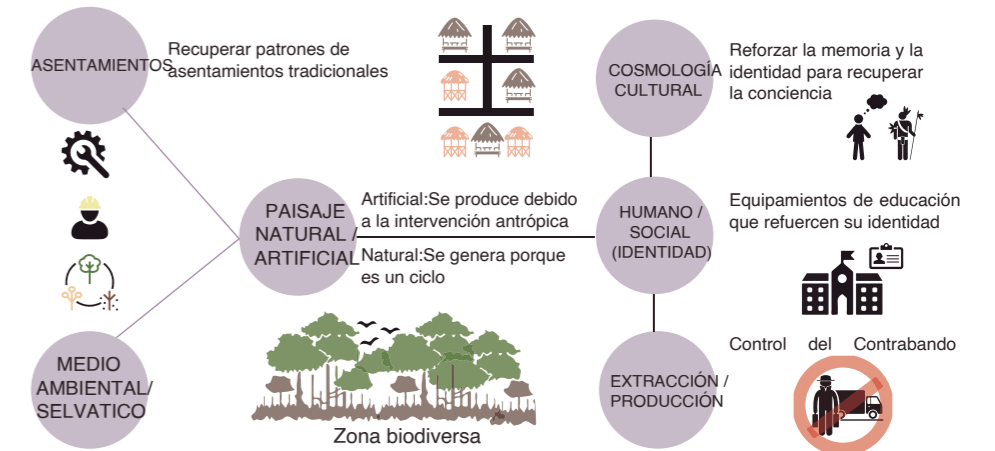 ASENTAMIENTOS
Recuperar patrones de
asentamientos tradicionales
COSMOLOGÍA
CULTURAL
Reforzar la memoria y la
identidad para recuperar
la conciencia
PAISAJE
NATURAL /
ARTIFICIAL
Artificial:Se produce debido
a la intervención antrópica
Natural:Se genera porque
es un ciclo
HUMANO /
SOCIAL
(IDENTIDAD)
Equipamientos de educación
que refuercen su identidad
MEDIO
AMBIENTAL/
SELVATICO
Zona biodiversa
EXTRACCIÓN /
PRODUCCIÓN
Control del Contrabando